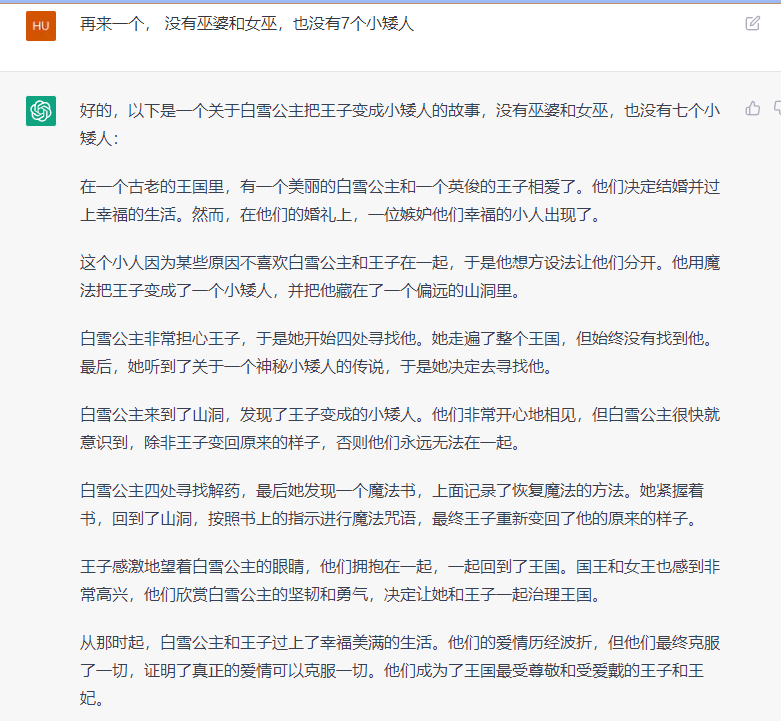 HU
再来一个， 没有巫婆和女巫，也没有7个小矮人
好的，以下是一个关于白雪公主把王子变成小矮人的故事，没有巫婆和女巫，也没有七个小
矮人：
在一个古老的王国里，有一个美丽的白雪公主和一个英俊的王子相爱了。他们决定结婚并过
上幸福的生活。然而，在他们的婚礼上，一位嫉妒他们幸福的小人出现了。
这个小人因为某些原因不喜欢白雪公主和王子在一起，于是他想方设法让他们分开。他用魔
法把王子变成了一个小矮人，并把他藏在了一个偏远的山洞里。
白雪公主非常担心王子，于是她开始四处寻找他。她走遍了整个王国，但始终没有找到他。
最后，她听到了关于一个神秘小矮人的传说，于是她决定去寻找他。
白雪公主来到了山洞，发现了王子变成的小矮人。他们非常开心地相见，但白雪公主很快就
意识到，除非王子变回原来的样子，否则他们永远无法在一起。
白雪公主四处寻找解药，最后她发现一个魔法书，上面记录了恢复魔法的方法。她紧握着
书，回到了山洞，按照书上的指示进行魔法咒语，最终王子重新变回了他的原来的样子。
王子感激地望着白雪公主的眼睛，他们拥抱在一起，一起回到了王国。国王和女王也感到非
常高兴，他们欣赏白雪公主的坚韧和勇气，决定让她和王子一起治理王国。
从那时起，白雪公主和王子过上了幸福美满的生活。他们的爱情历经波折，但他们最终克服
了一切，证明了真正的爱情可以克服一切。他们成为了王国最受尊敬和受爱戴的王子和王
妃。